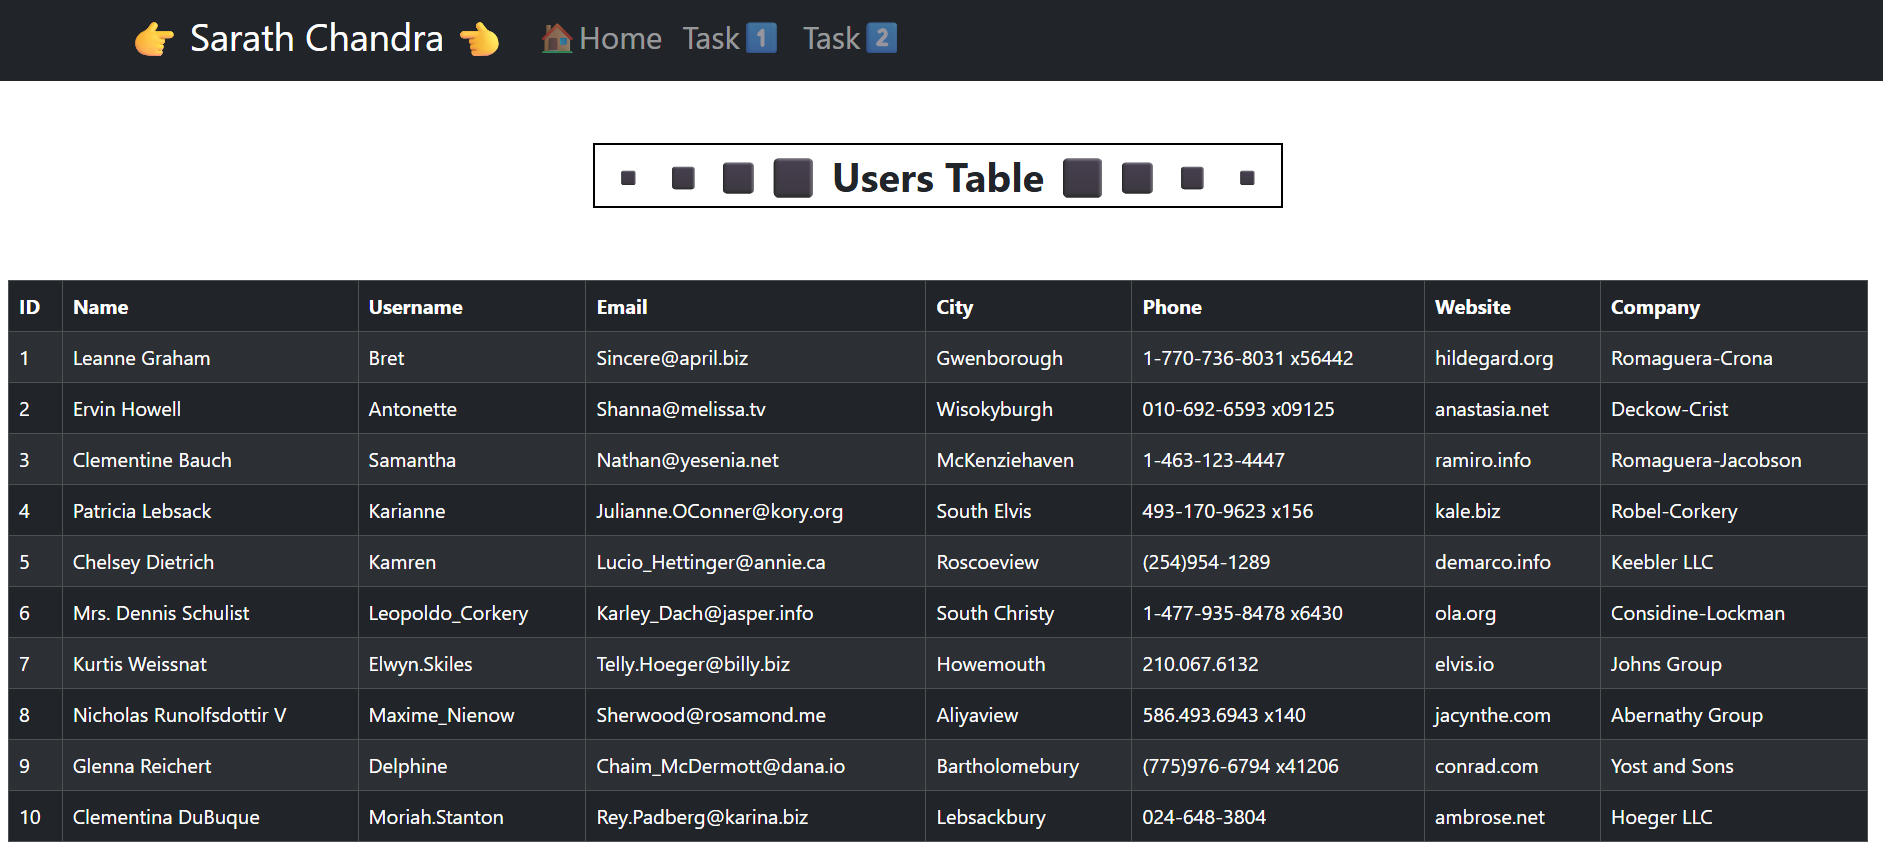 👉 Sarath Chandra 👈 🏠Home Task1️⃣ Task2️⃣
▪ ◾ ◼ ⬛ Users Table ⬛ ◼ ◾ ▪
ID Name Username Email City Phone Website Company
1 Leanne Graham Bret Sincere@april.biz Gwenborough 1-770-736-8031 x56442 hildegard.org Romaguera-Crona
2 Ervin Howell Antonette Shanna@melissa.tv Wisokyburgh 010-692-6593 x09125 anastasia.net Deckow-Crist
3 Clementine Bauch Samantha Nathan@yesenia.net McKenziehaven 1-463-123-4447 ramiro.info Romaguera-Jacobson
4 Patricia Lebsack Karianne Julianne.OConner@kory.org South Elvis 493-170-9623 x156 kale.biz Robel-Corkery
5 Chelsey Dietrich Kamren Lucio_Hettinger@annie.ca Roscoeview (254)954-1289 demarco.info Keebler LLC
6 Mrs. Dennis Schulist Leopoldo_Corkery Karley_Dach@jasper.info South Christy 1-477-935-8478 x6430 ola.org Considine-Lockman
7 Kurtis Weissnat Elwyn.Skiles Telly.Hoeger@billy.biz Howemouth 210.067.6132 elvis.io Johns Group
8 Nicholas Runolfsdottir V Maxime_Nienow Sherwood@rosamond.me Aliyaview 586.493.6943 x140 jacynthe.com Abernathy Group
9 Glenna Reichert Delphine Chaim_McDermott@dana.io Bartholomebury (775)976-6794 x41206 conrad.com Yost and Sons
10 Clementina DuBuque Moriah.Stanton Rey.Padberg@karina.biz Lebsackbury 024-648-3804 ambrose.net Hoeger LLC